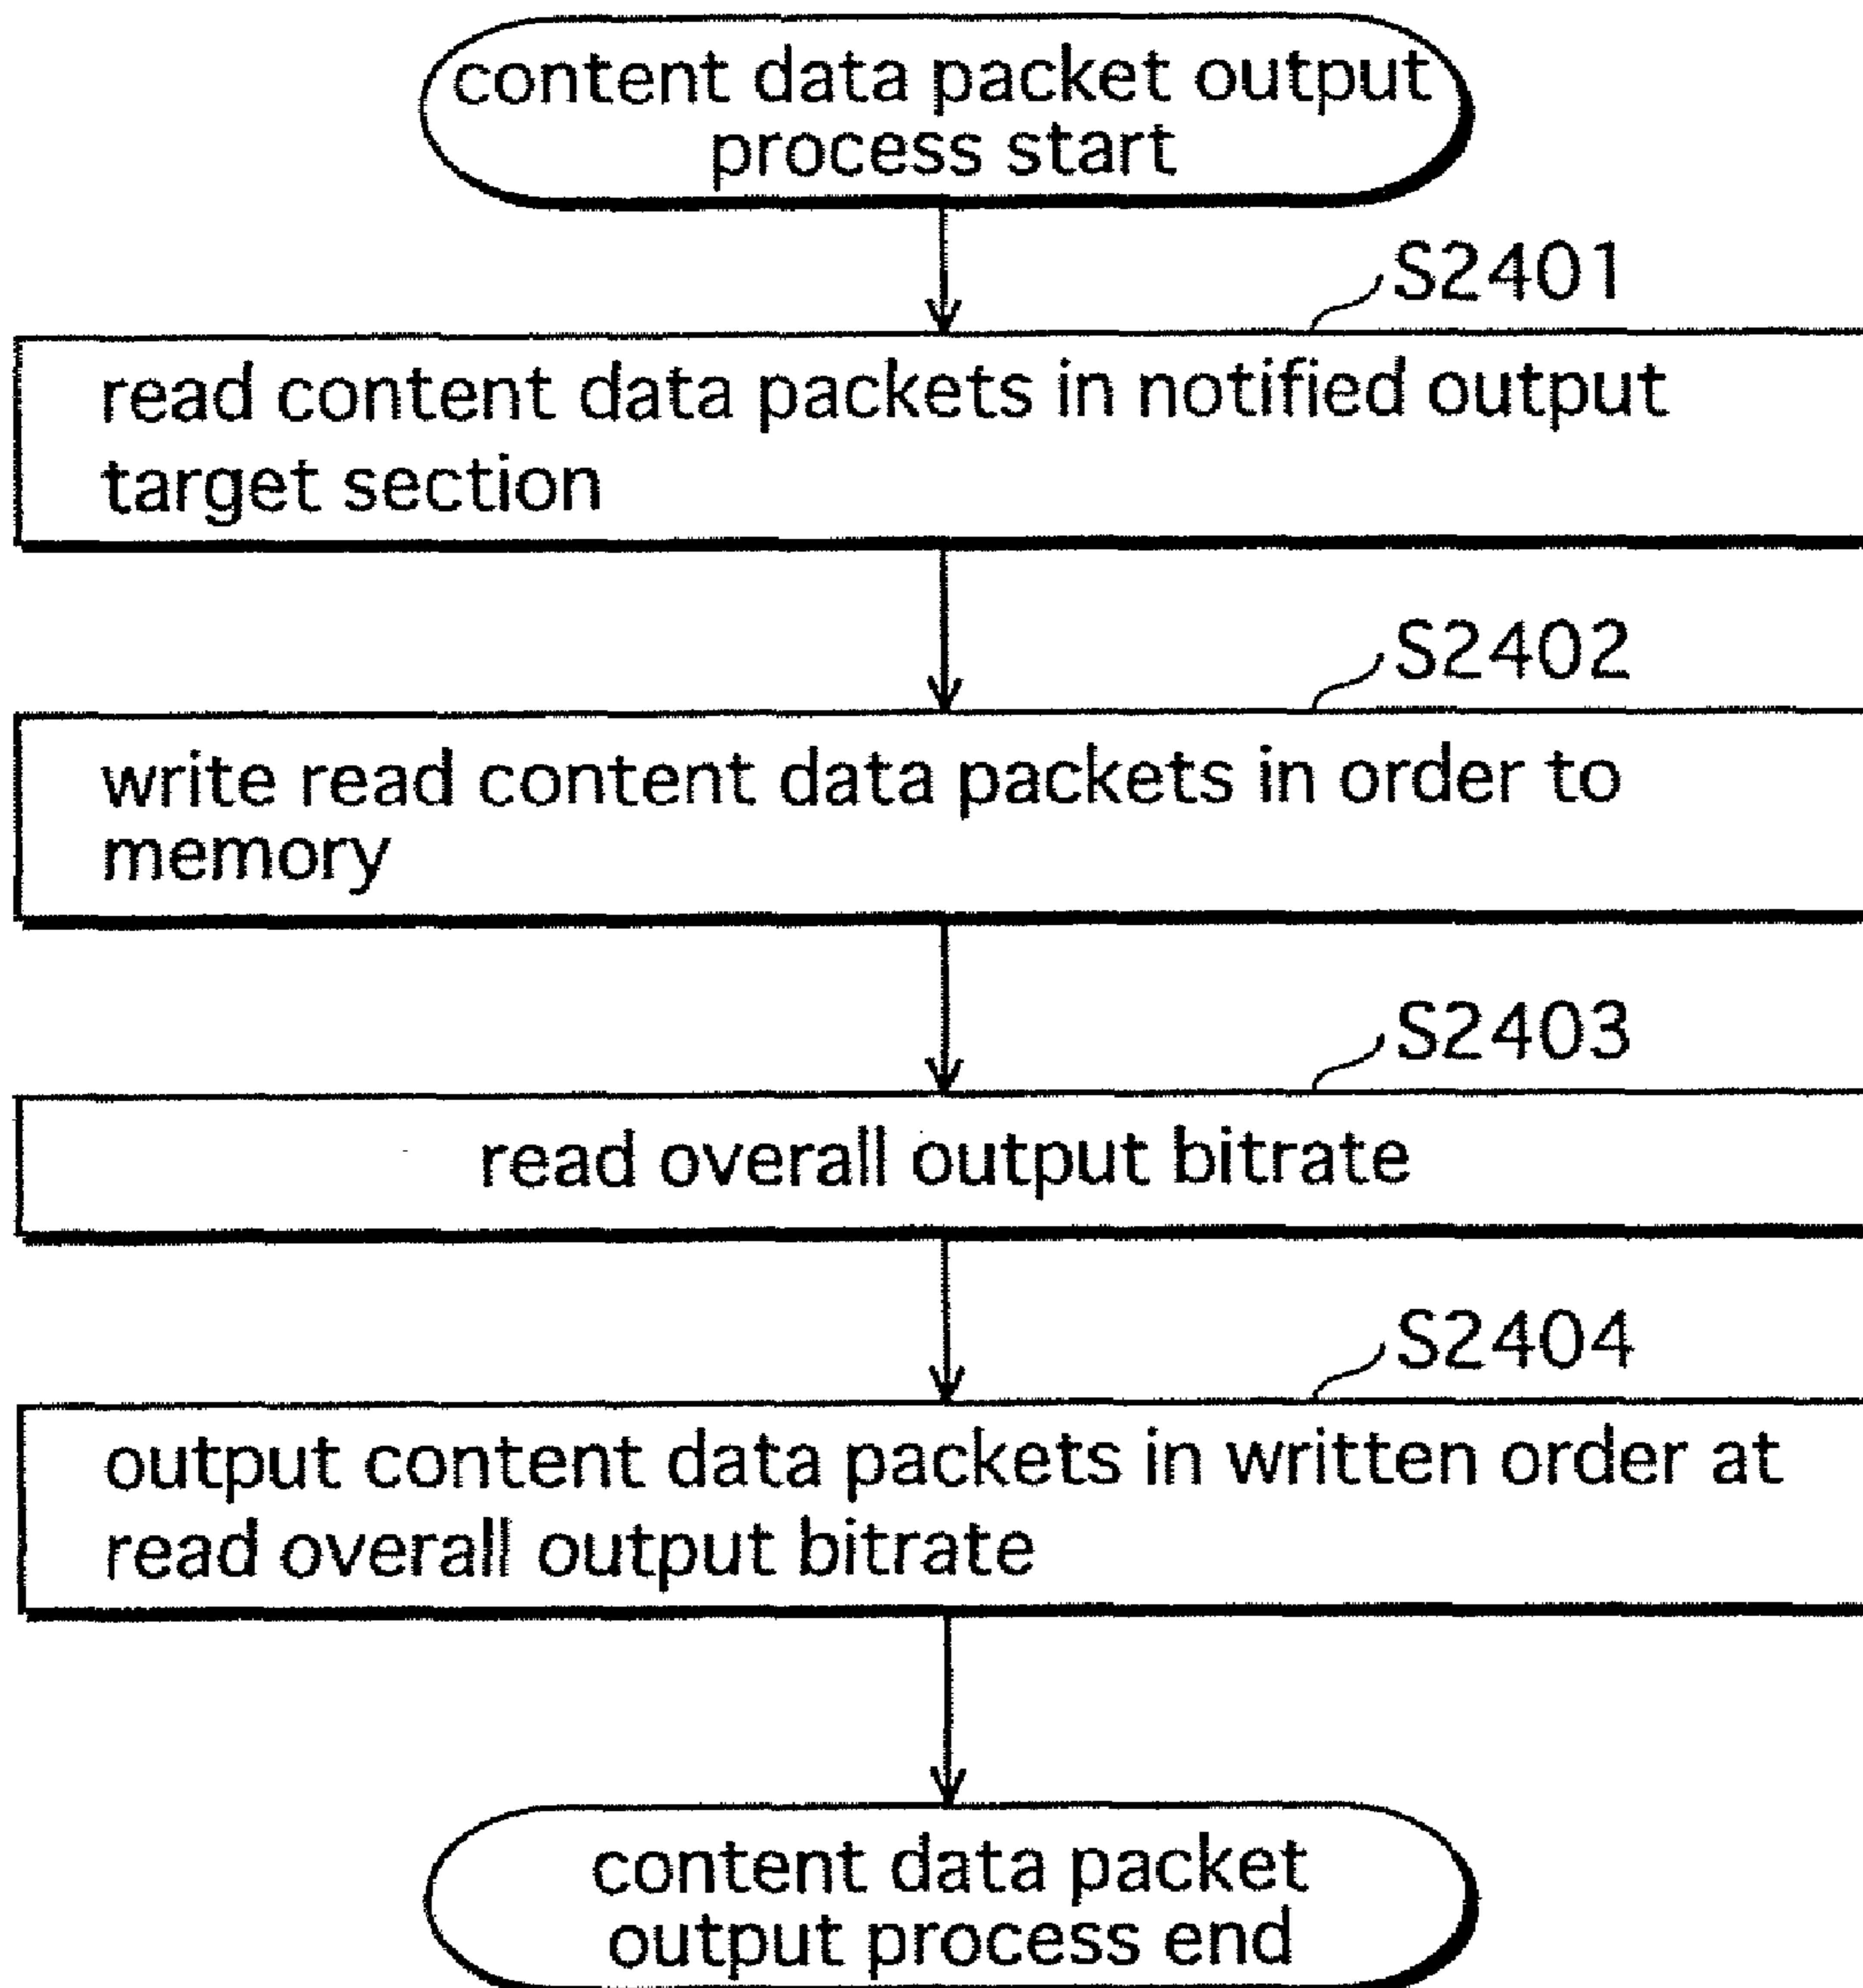 content data packet output
process start
S2401
read content data packets in notified output
target section
S2402
write read content data packets in order to
memory
S2403
read overall output bitrate
S2404
output content data packets in written order at
read overall output bitrate
content data packet
output process end